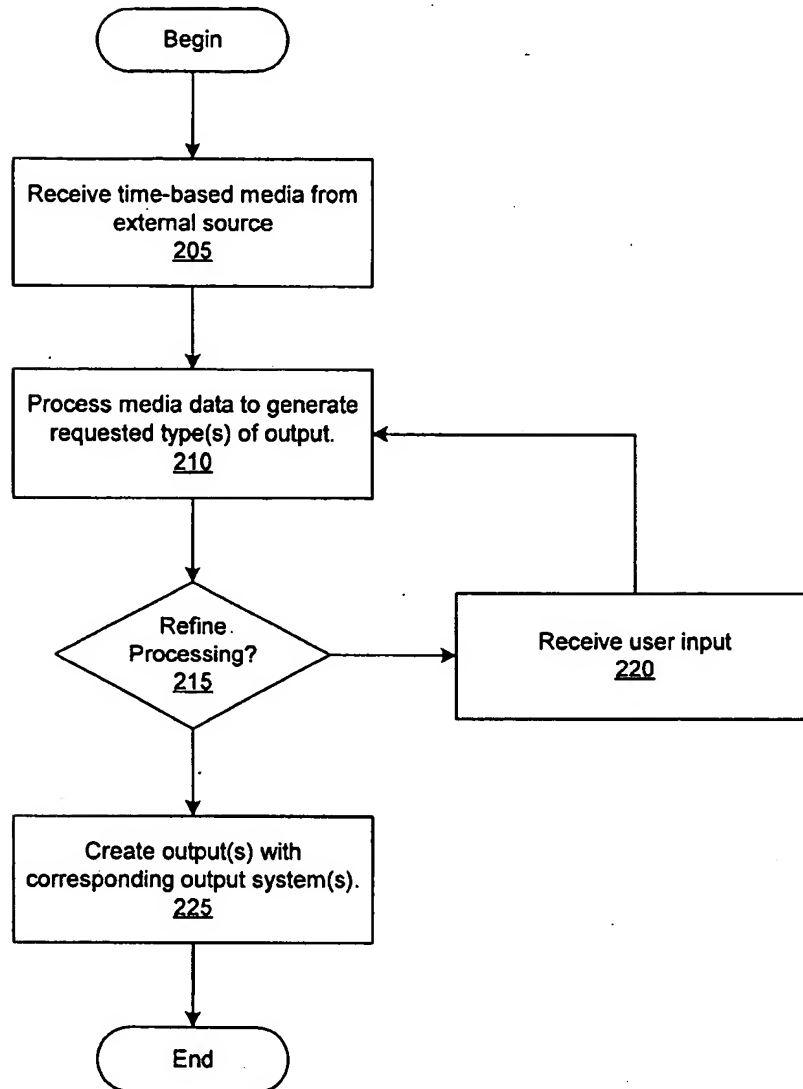 Begin
Receive time-based media from
external source
205
Process media data to generate
requested type(s) of output.
210
Refine.
Processing?
215
Receive user input
220
Create output(s) with
corresponding output system(s).
225
End